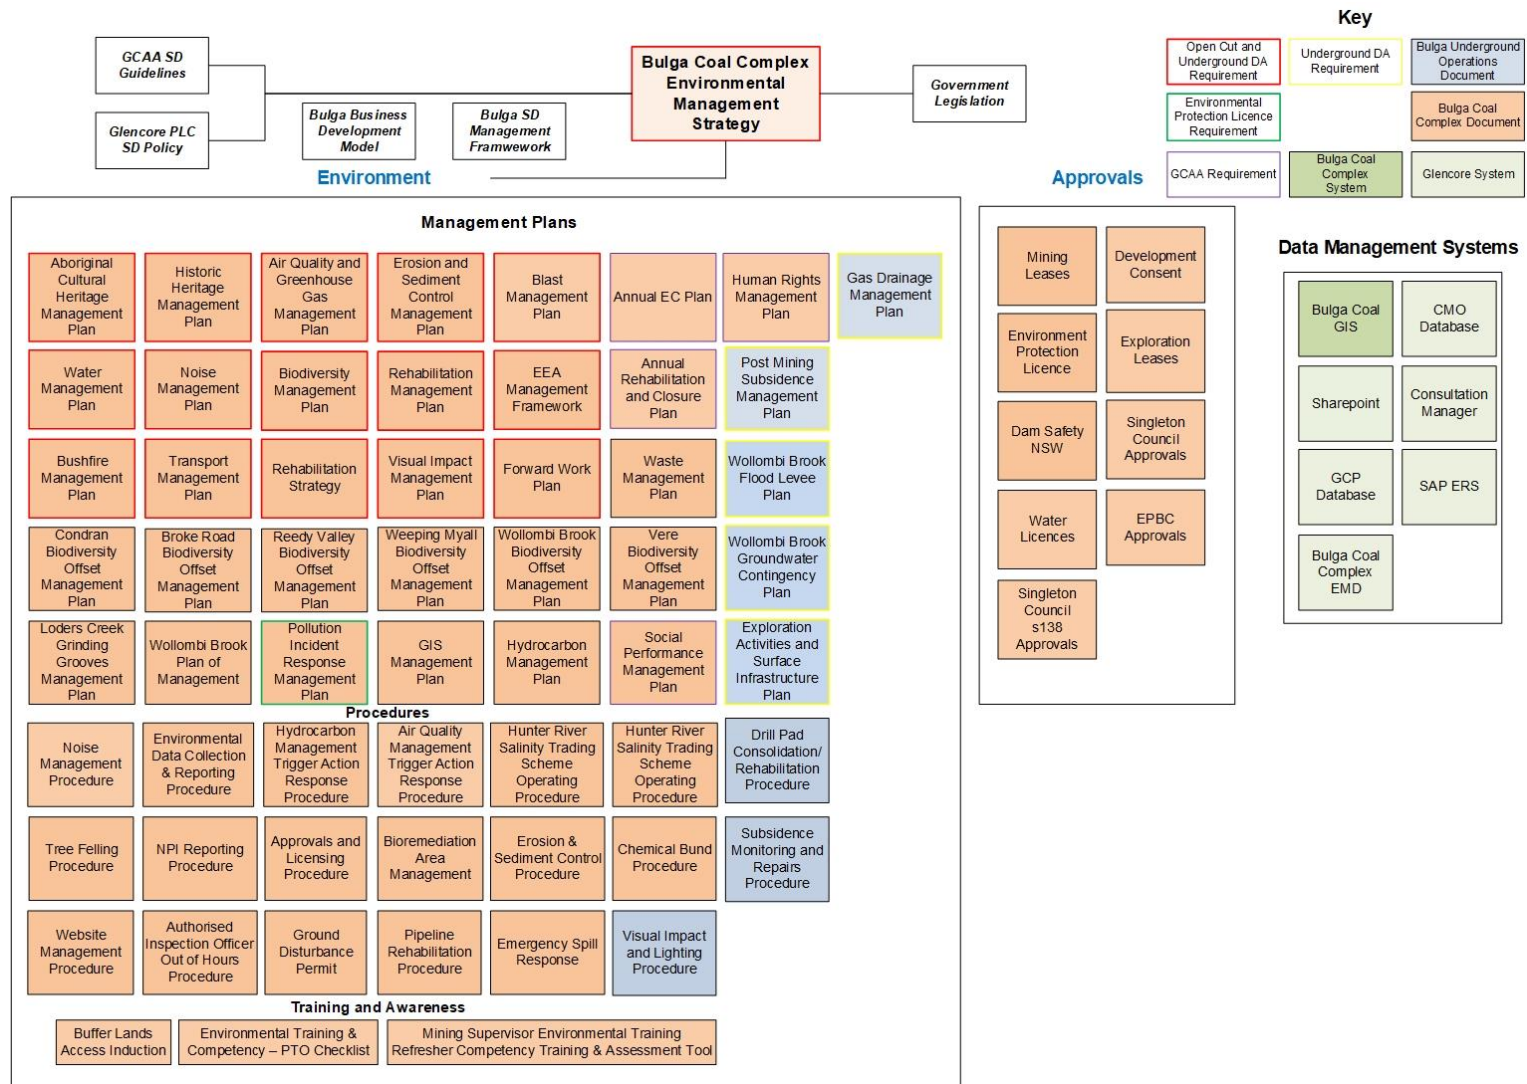 Key
GCAA SD
Guidelines
Glencore PLC
SD Policy
Bulga Business
Development
Model
Bulga SD
Management
Framwework
Bulga Coal Complex
Environmental
Management
Strategy
Government
Legislation
Open Cut and
Underground DA
Requirement
Underground DA
Requirement
Bulga Underground
Operations
Document
Environmental
Protection Licence
Requirement
Bulga Coal
Complex Document
GCAA Requirement
Bulga Coal
Complex
System
Glencore System
Environment
Approvals
Management Plans
Aboriginal
Cultural
Heritage
Management
Plan
Historic
Heritage
Management
Plan
Air Quality and
Greenhouse
Gas
Management
Plan
Erosion and
Sediment
Control
Management
Plan
Blast
Management
Plan
Annual EC Plan
Human Rights
Management
Plan
Gas Drainage
Management
Plan
Water
Management
Plan
Noise
Management
Plan
Biodiversity
Management
Plan
Rehabilitation
Management
Plan
EEA
Management
Framework
Annual
Rehabilitation
and Closure
Plan
Post Mining
Subsidence
Management
Plan
Bushfire
Management
Plan
Transport
Management
Plan
Rehabilitation
Strategy
Visual Impact
Management
Plan
Forward Work
Plan
Waste
Management
Plan
Wollombi Brook
Flood Levee
Plan
Condran
Biodiversity
Offset
Management
Plan
Broke Road
Biodiversity
Offset
Management
Plan
Reedy Valley
Biodiversity
Offset
Management
Plan
Weeping Myall
Biodiversity
Offset
Management
Plan
Wollombi Brook
Biodiversity
Offset
Management
Plan
Vere
Biodiversity
Offset
Management
Plan
Wollombi Brook
Groundwater
Contingency
Plan
Loders Creek
Grinding
Grooves
Management
Plan
Wollombi Brook
Plan of
Management
Pollution
Incident
Response
Management
Plan
GIS
Management
Plan
Hydrocarbon
Management
Plan
Social
Performance
Management
Plan
Exploration
Activities and
Surface
Infrastructure
Plan
Procedures
Noise
Management
Procedure
Environmental
Data Collection
& Reporting
Procedure
Hydrocarbon
Management
Trigger Action
Response
Procedure
Air Quality
Management
Trigger Action
Response
Procedure
Hunter River
Salinity Trading
Scheme
Operating
Procedure
Hunter River
Salinity Trading
Scheme
Operating
Procedure
Drill Pad
Consolidation/
Rehabilitation
Procedure
Tree Felling
Procedure
NPI Reporting
Procedure
Approvals and
Licensing
Procedure
Bioremediation
Area
Management
Erosion &
Sediment Control
Procedure
Chemical Bund
Procedure
Subsidence
Monitoring and
Repairs
Procedure
Website
Management
Procedure
Authorised
Inspection Officer
Out of Hours
Procedure
Ground
Disturbance
Permit
Pipeline
Rehabilitation
Procedure
Emergency Spill
Response
Visual Impact
and Lighting
Procedure
Training and Awareness
Buffer Lands
Access Induction
Environmental Training &
Competency – PTO Checklist
Mining Supervisor Environmental Training
Refresher Competency Training & Assessment Tool
Mining
Leases
Development
Consent
Environment
Protection
Licence
Exploration
Leases
Dam Safety
NSW
Singleton
Council
Approvals
Water
Licences
EPBC
Approvals
Singleton
Council
s138
Approvals
Data Management Systems
Bulga Coal
GIS
CMO
Database
Sharepoint
Consultation
Manager
GCP
Database
SAP ERS
Bulga Coal
Complex
EMD